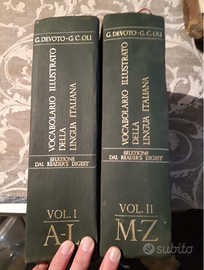 G. DEVOTO-G. C. OLI
VOCABOLARIO ILLUSTRATO
DELLA
LINGUA ITALIANA
SELEZIONE
DAL READER'S DIGEST
VOL. I
A-L
G. DEVOTO-G. C. OLI
VOCABOLARIO ILLUSTRATO
DELLA
LINGUA ITALIANA
SELEZIONE
DAL READER'S DIGEST
VOL. II
M-Z
subito